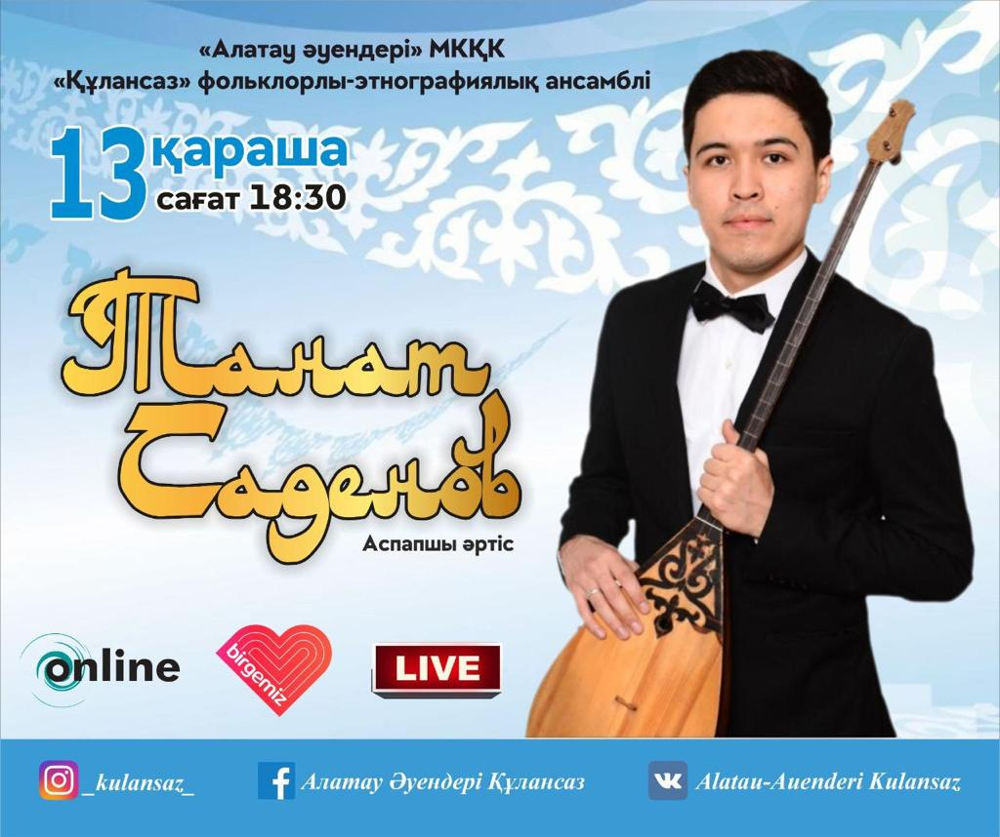 «Алатау әуендері» МКҚК
«Құлансаз» фольклорлы-этнографиялық ансамблі
13 қараша
сағат 18:30
Танат
Саденов
Аспапшы әртіс
online
birgemiz
LIVE
_kulansaz_
Алатау Әуендері Құлансаз
Alatau-Auenderi Kulansaz